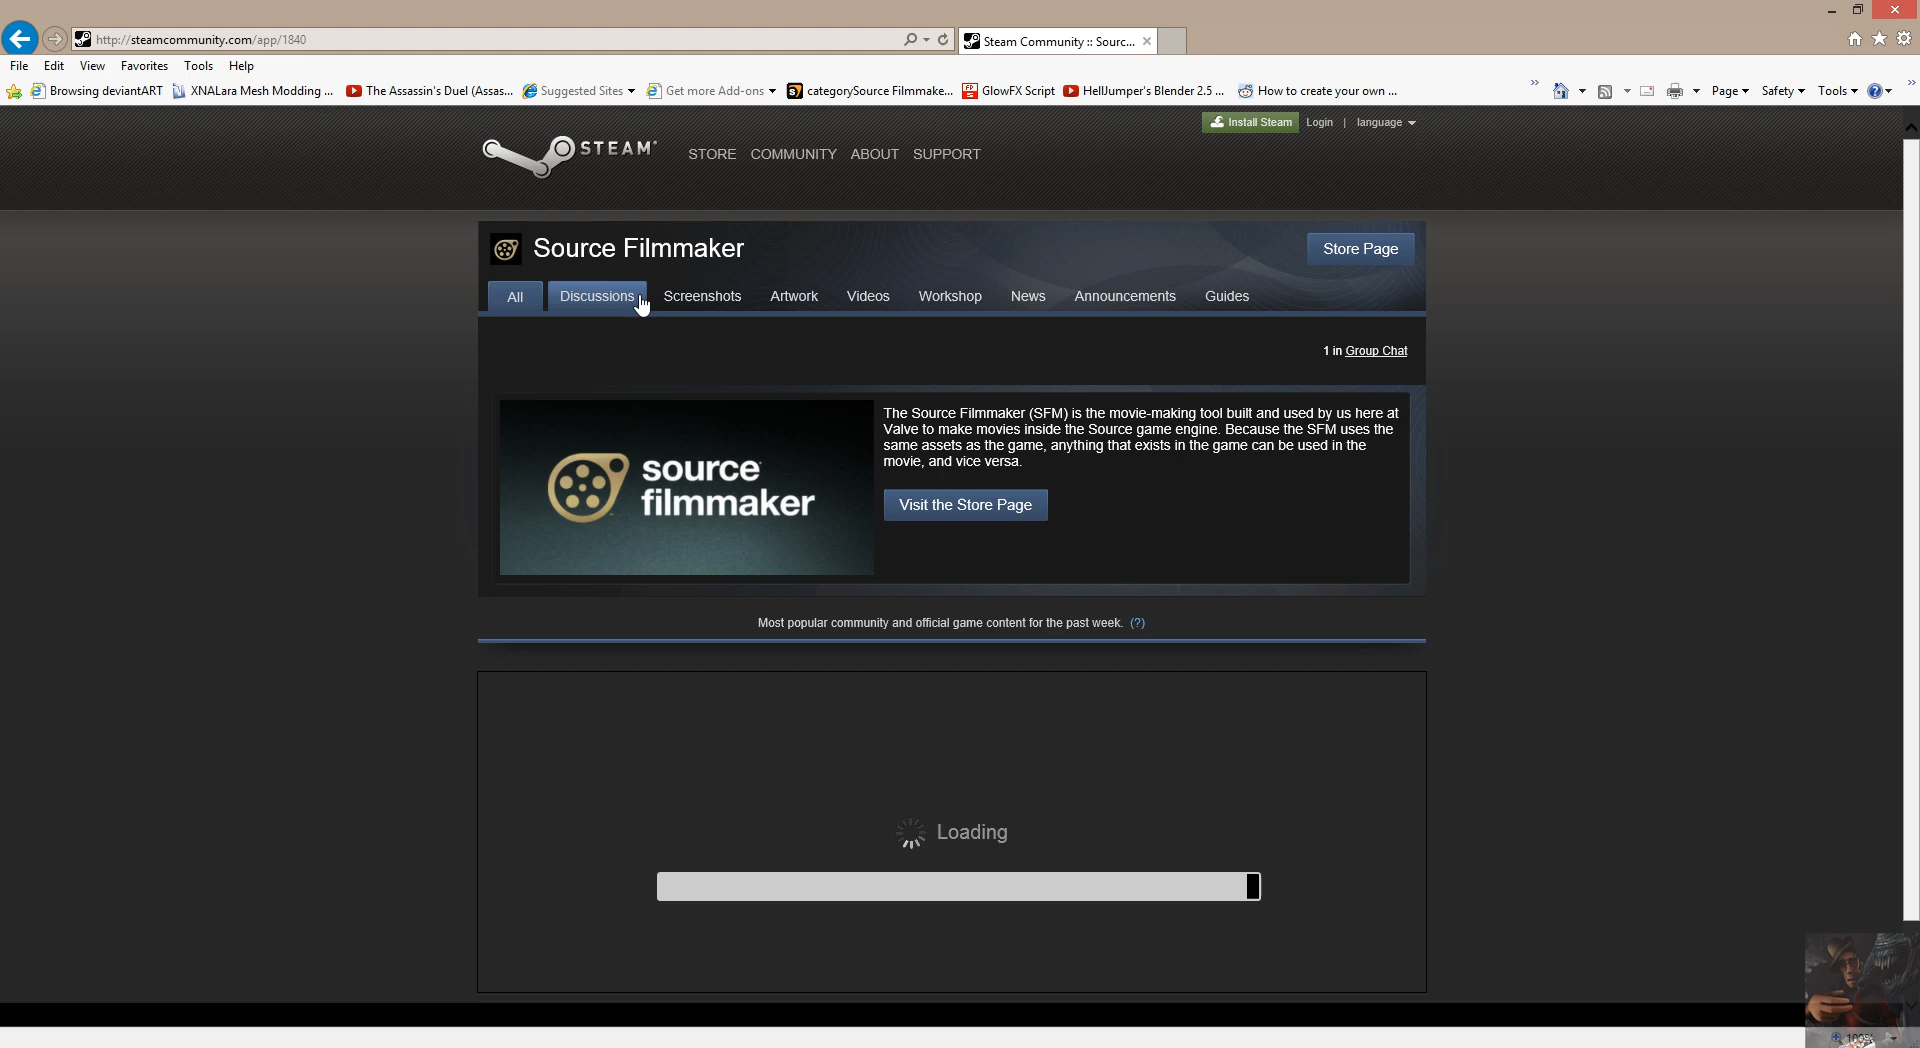 http://steamcommunity.com/app/1840
Steam Community :: Sourc...
File Edit View Favorites Tools Help
Browsing deviantART XNALara Mesh Modding ... The Assassin's Duel (Assas... Suggested Sites Get more Add-ons categorySource Filmmake... GlowFX Script HellJumper's Blender 2.5 ... How to create your own ... Page Safety Tools
Install Steam Login | language
STEAM STORE COMMUNITY ABOUT SUPPORT
Source Filmmaker Store Page
All Discussions Screenshots Artwork Videos Workshop News Announcements Guides
1 in Group Chat
source
filmmaker
The Source Filmmaker (SFM) is the movie-making tool built and used by us here at
Valve to make movies inside the Source game engine. Because the SFM uses the
same assets as the game, anything that exists in the game can be used in the
movie, and vice versa.
Visit the Store Page
Most popular community and official game content for the past week. (?)
Loading
100%